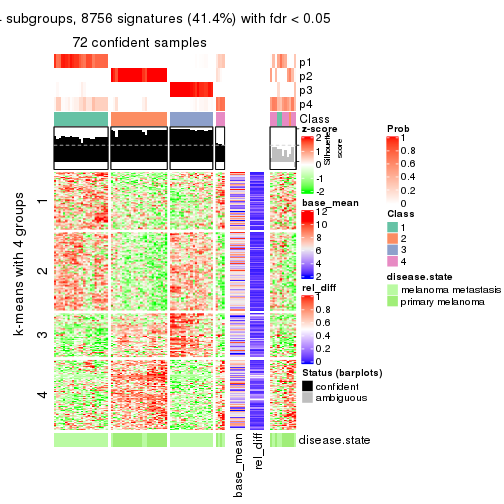 subgroups, 8756 signatures (41.4%) with fdr < 0.05
72 confident samples
p1
p2
p3
p4
Class
Silhouette
score
z-score
2
1
0
-1
-2
base_mean
12
10
8
6
4
2
rel_diff
1
0.8
0.6
0.4
0.2
0
Status (barplots)
confident
ambiguous
Prob
1
0.8
0.6
0.4
0.2
0
Class
1
2
3
4
disease.state
melanoma metastasis
primary melanoma
k-means with 4 groups
1
2
3
4
disease.state
base_mean
rel_diff